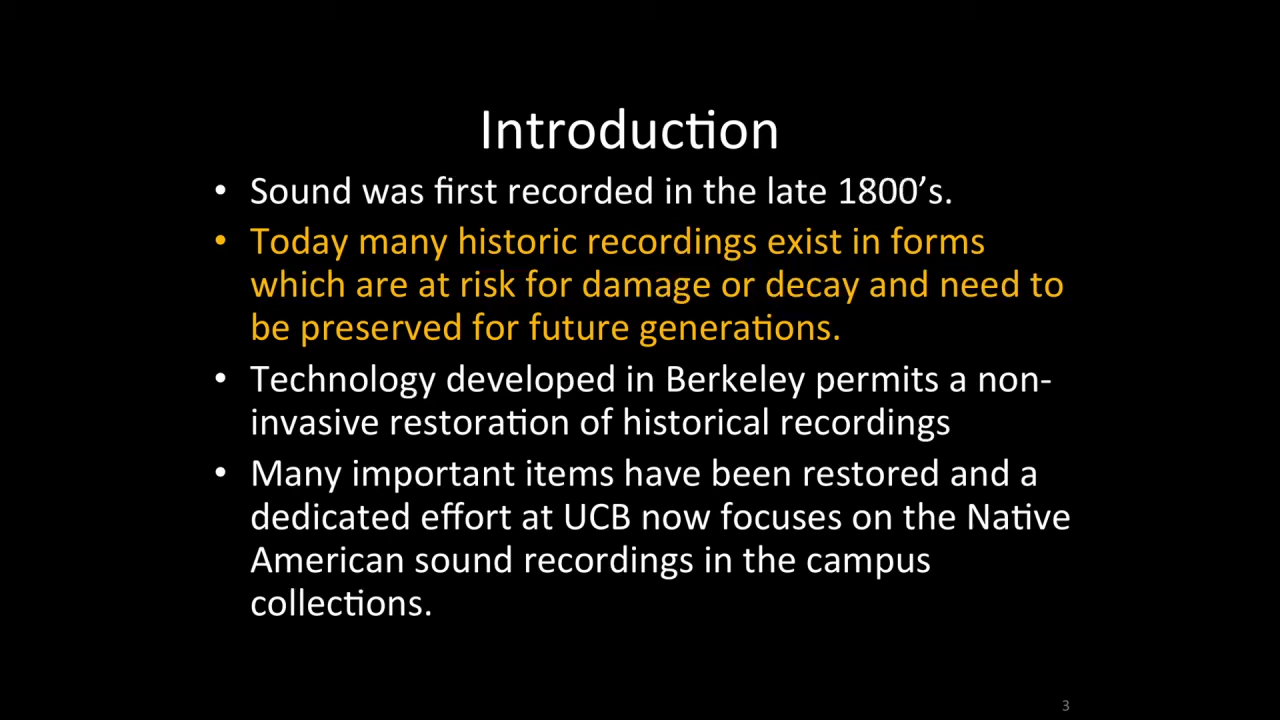 Introduction
• Sound was first recorded in the late 1800’s.
• Today many historic recordings exist in forms
which are at risk for damage or decay and need to
be preserved for future generations.
• Technology developed in Berkeley permits a non-
invasive restoration of historical recordings
• Many important items have been restored and a
dedicated effort at UCB now focuses on the Native
American sound recordings in the campus
collections.
3